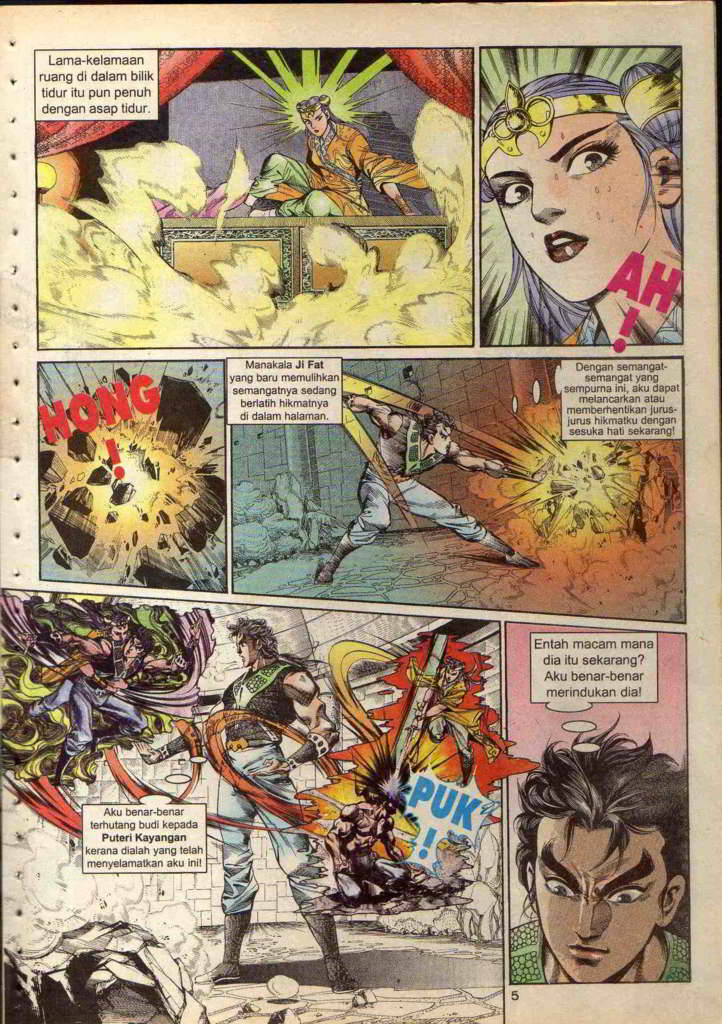 Lama-kelamaan
ruang di dalam bilik
tidur itu pun penuh
dengan asap tidur.
AH
!
HONG
!
Manakala Ji Fat
yang baru memulihkan
semangatnya sedang
berlatih hikmatnya
di dalam halaman.
Dengan semangat-
semangat yang
sempurna ini, aku dapat
melancarkan atau
memberhentikan jurus-
jurus hikmatku dengan
sesuka hati sekarang!
Aku benar-benar
terhutang budi kepada
Puteri Kayangan
kerana dialah yang telah
menyelamatkan aku ini!
PUK
!
Entah macam mana
dia itu sekarang?
Aku benar-benar
merindukan dia!
5